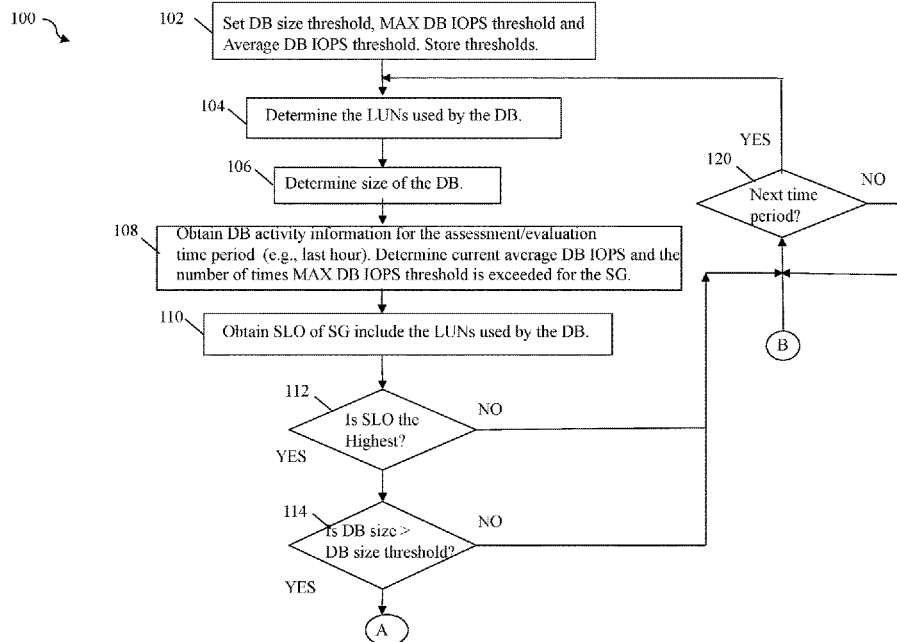 100
102
Set DB size threshold, MAX DB IOPS threshold and
Average DB IOPS threshold. Store thresholds.
104
Determine the LUNs used by the DB.
106
Determine size of the DB.
108
Obtain DB activity information for the assessment/evaluation
time period (e.g., last hour). Determine current average DB IOPS and the
number of times MAX DB IOPS threshold is exceeded for the SG.
110
Obtain SLO of SG include the LUNs used by the DB.
112
Is SLO the
Highest?
NO
YES
114
Is DB size >
DB size threshold?
NO
YES
A
YES
120
Next time
period?
NO
B